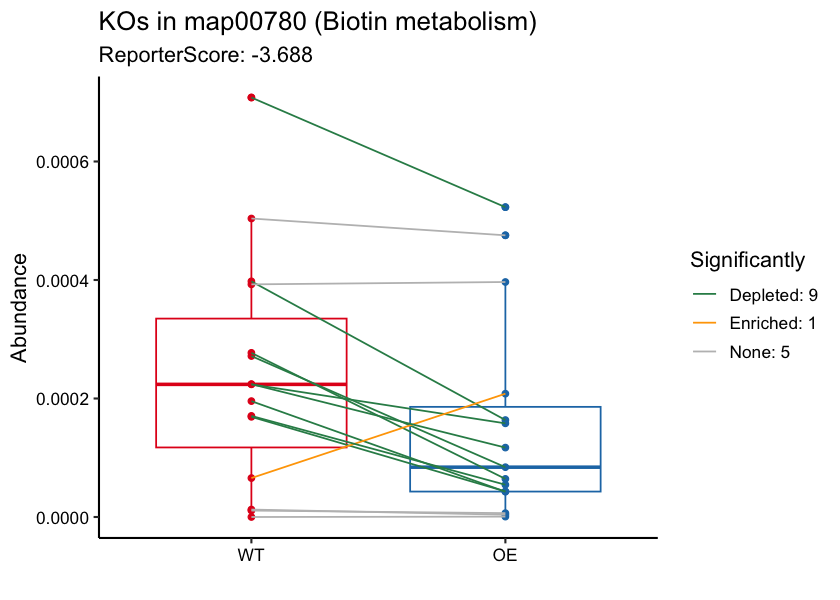 KOs in map00780 (Biotin metabolism)
ReporterScore: -3.688
Abundance
0.0006
0.0004
0.0002
0.0000
WT
OE
Significantly
Depleted: 9
Enriched: 1
None: 5